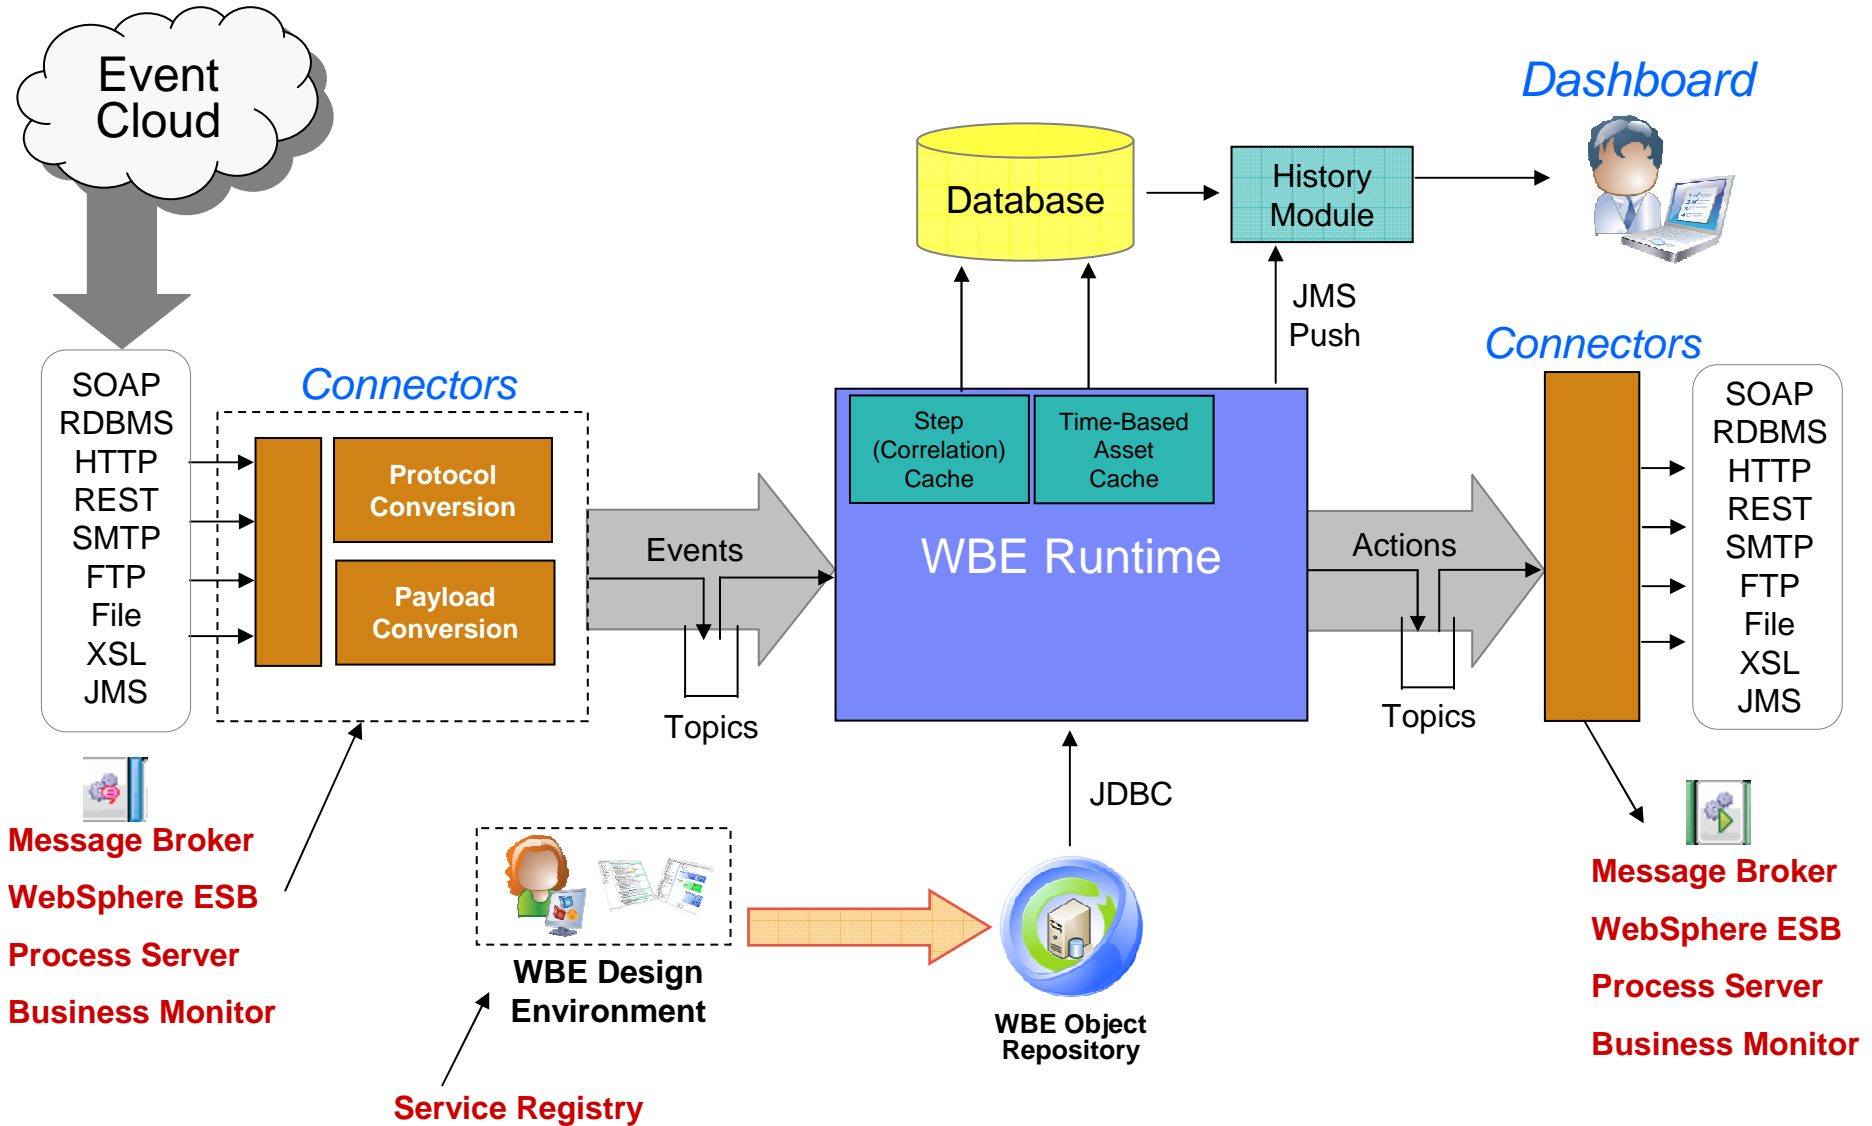 Event
Cloud
SOAP
RDBMS
HTTP
REST
SMTP
FTP
File
XSL
JMS
Connectors
Protocol
Conversion
Payload
Conversion
Events
Topics
Database
History
Module
Dashboard
JMS
Push
Step
(Correlation)
Cache
Time-Based
Asset
Cache
WBE Runtime
Actions
Topics
Connectors
SOAP
RDBMS
HTTP
REST
SMTP
FTP
File
XSL
JMS
JDBC
Message Broker
WebSphere ESB
Process Server
Business Monitor
WBE Design
Environment
Service Registry
WBE Object
Repository
Message Broker
WebSphere ESB
Process Server
Business Monitor